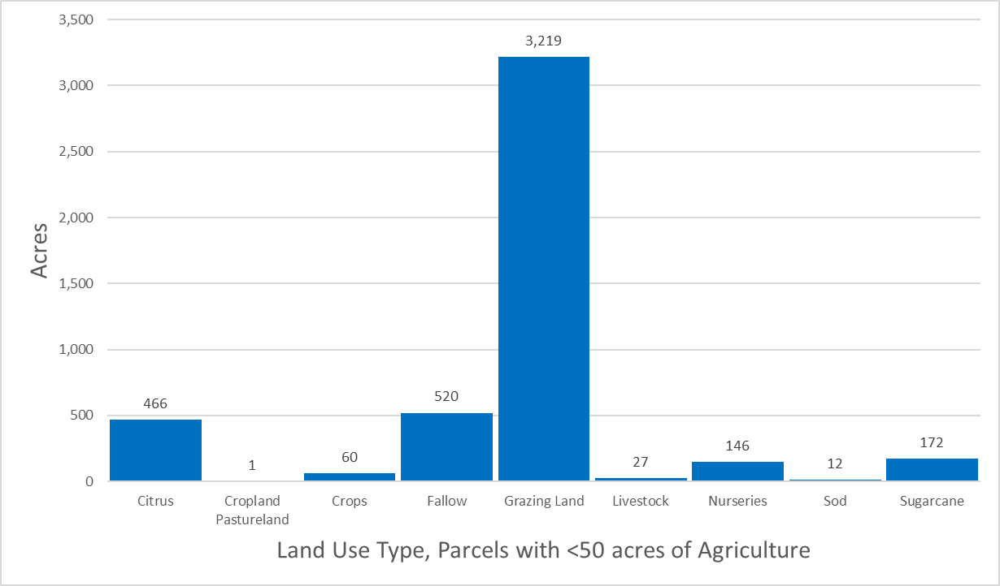 3,500
3,000
2,500
2,000
1,500
1,000
500
0
Acres
466
1
60
520
3,219
27
146
12
172
Citrus
Cropland
Pastureland
Crops
Fallow
Grazing Land
Livestock
Nurseries
Sod
Sugarcane
Land Use Type, Parcels with <50 acres of Agriculture